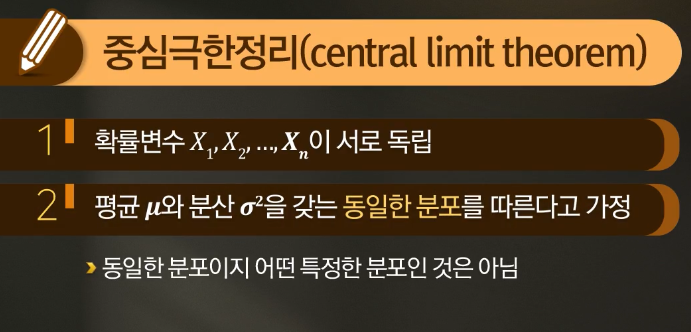 중심극한정리(central limit theorem)
1 확률변수 X₁, X₂, ..., Xₙ이 서로 독립
2 평균 μ와 분산 σ²을 갖는 동일한 분포를 따른다고 가정
› 동일한 분포이지 어떤 특정한 분포인 것은 아님